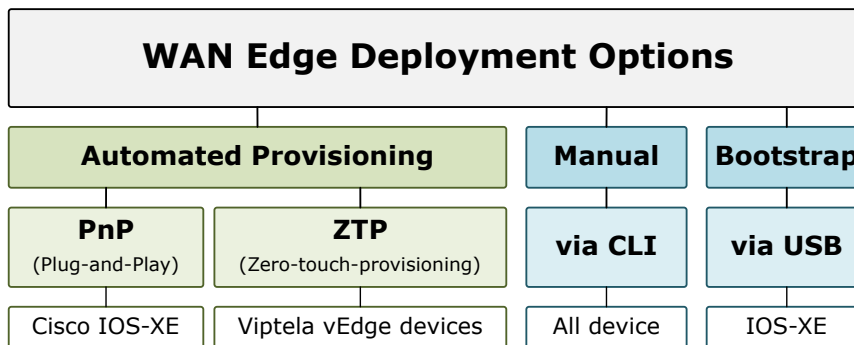 WAN Edge Deployment Options
Automated Provisioning
Manual
Bootstrap
PnP
(Plug-and-Play)
ZTP
(Zero-touch-provisioning)
via CLI
via USB
Cisco IOS-XE
Viptela vEdge devices
All device
IOS-XE